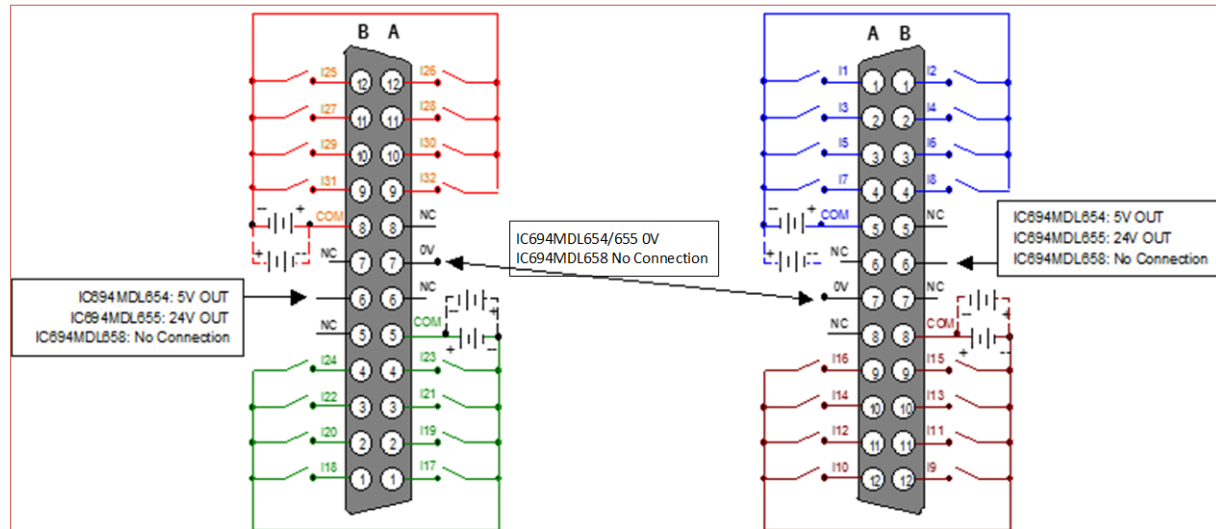 B A
I25 12 12 I26
I27 11 11 I28
I29 10 10 I30
I31 9 9 I32
- + COM 8 8 NC
+ -- NC 7 7 0V
6 6 NC
IC694MDL654: 5V OUT
IC694MDL655: 24V OUT
IC694MDL658: No Connection
NC 5 5 COM - + + --
I24 4 4 I23
I22 3 3 I21
I20 2 2 I19
I18 1 1 I17
IC694MDL654/655 0V
IC694MDL658 No Connection
A B
I1 1 1 I2
I3 2 2 I4
I5 3 3 I6
I7 4 4 I8
- + COM 5 5 NC
+ -- NC 6 6
IC694MDL654: 5V OUT
IC694MDL655: 24V OUT
IC694MDL658: No Connection
0V 7 7 NC
NC 8 8 COM - + + --
I16 9 9 I15
I14 10 10 I13
I12 11 11 I11
I10 12 12 I9